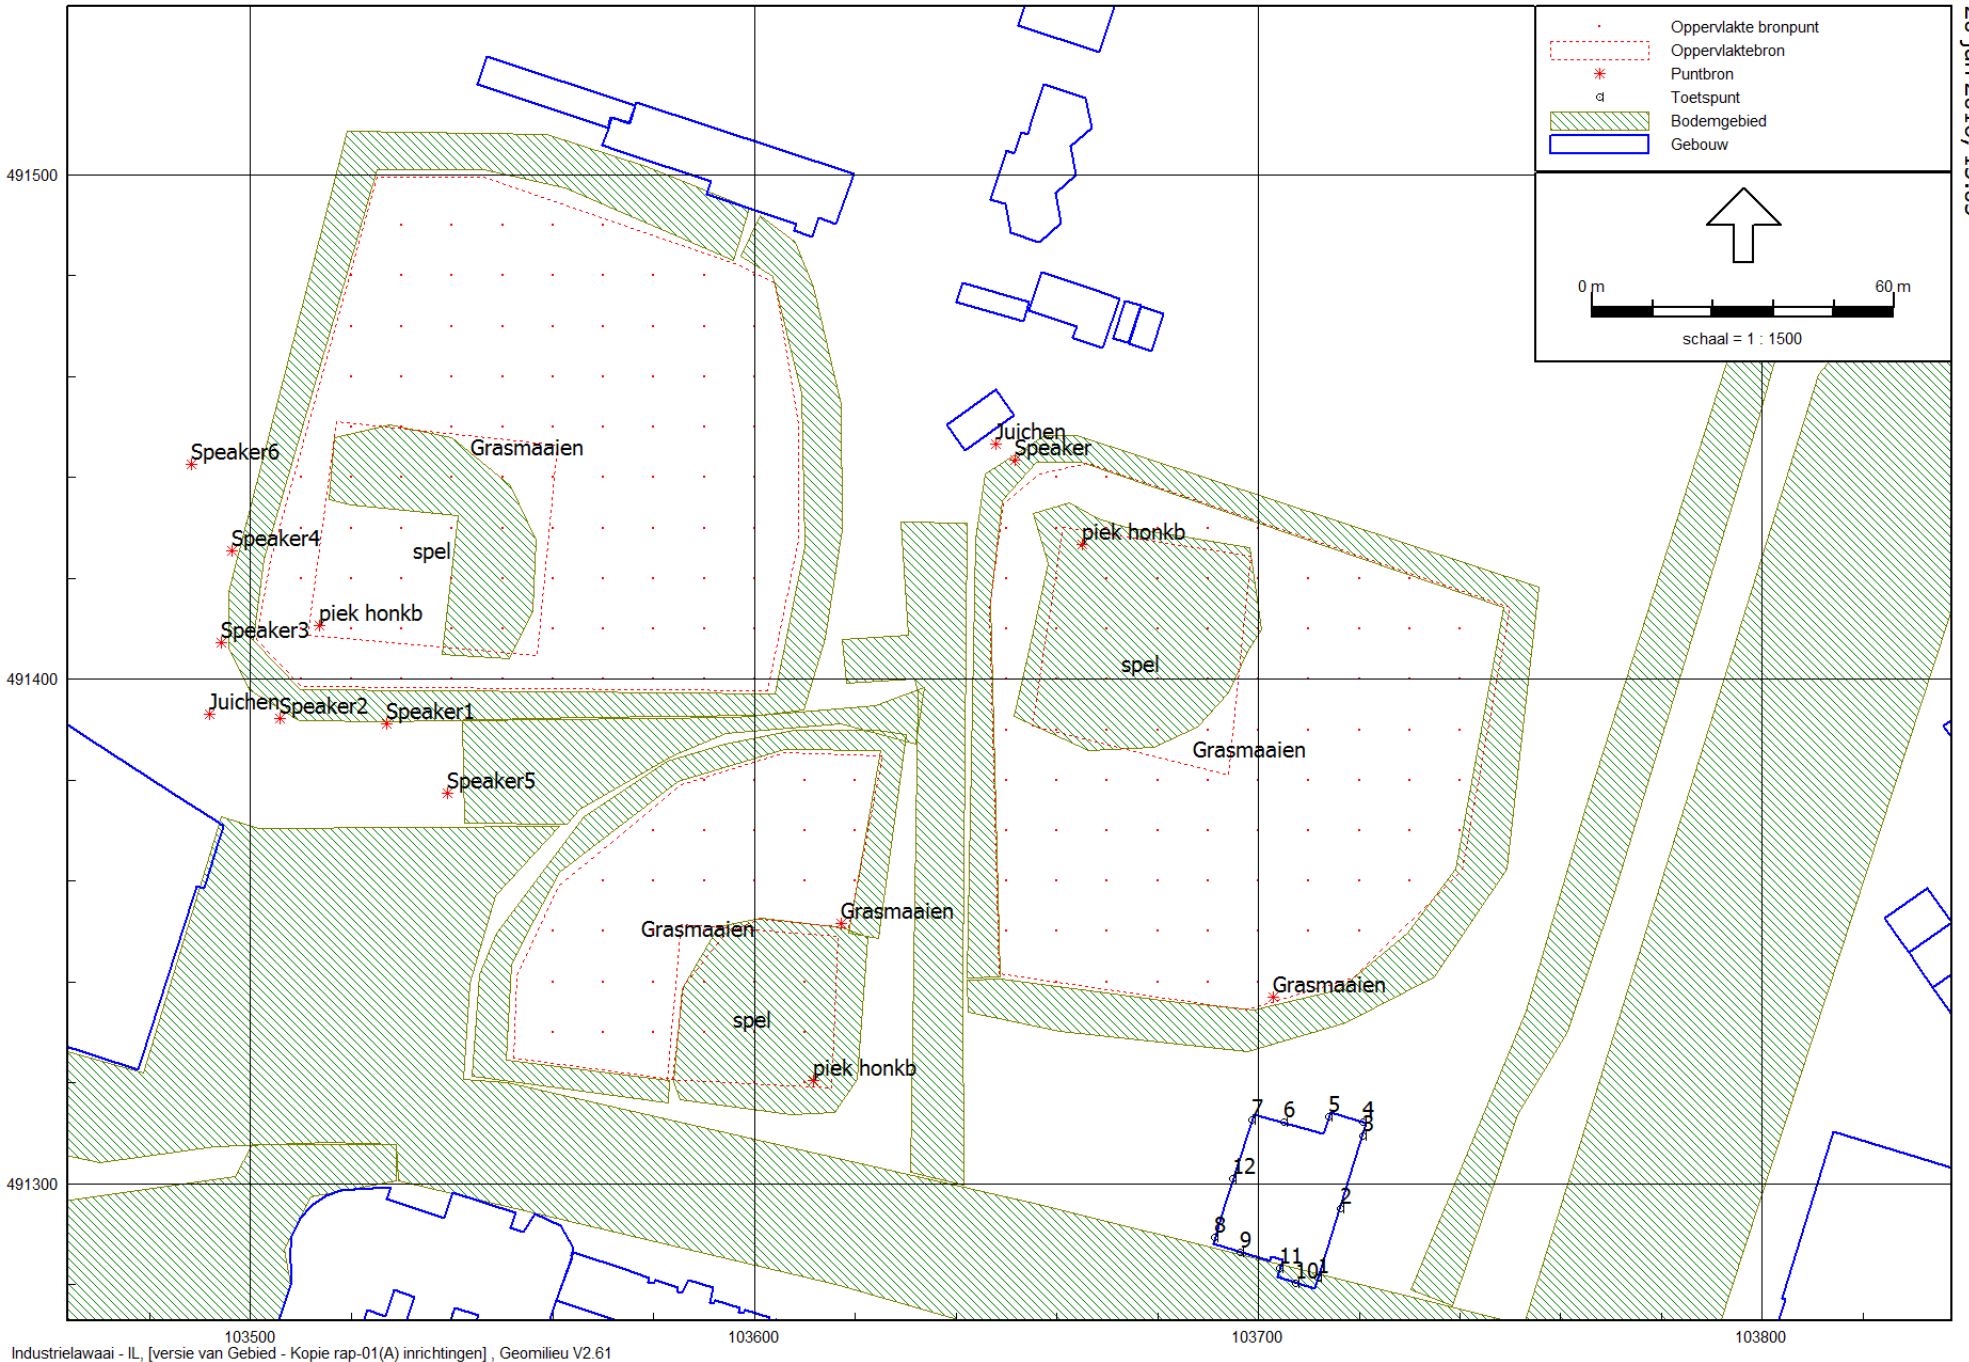 Oppervlakte bronpunt
Oppervlaktebron
Puntbron
Toetspunt
Bodemgebied
Gebouw
0 m
60 m
schaal = 1 : 1500
491500
491400
491300
Speaker6
Grasmaaien
Juichen
Speaker
Speaker4
spel
piek honkb
piek honkb
Speaker3
spel
Juichen
Speaker2
Speaker1
Grasmaaien
Speaker5
Grasmaaien
Grasmaaien
Grasmaaien
spel
piek honkb
7
6
5
4
3
12
2
8
9
11
10
1
103500
103600
103700
103800
Industrielawaai - IL, [versie van Gebied - Kopie rap-01(A) inrichtingen] , Geomilieu V2.61